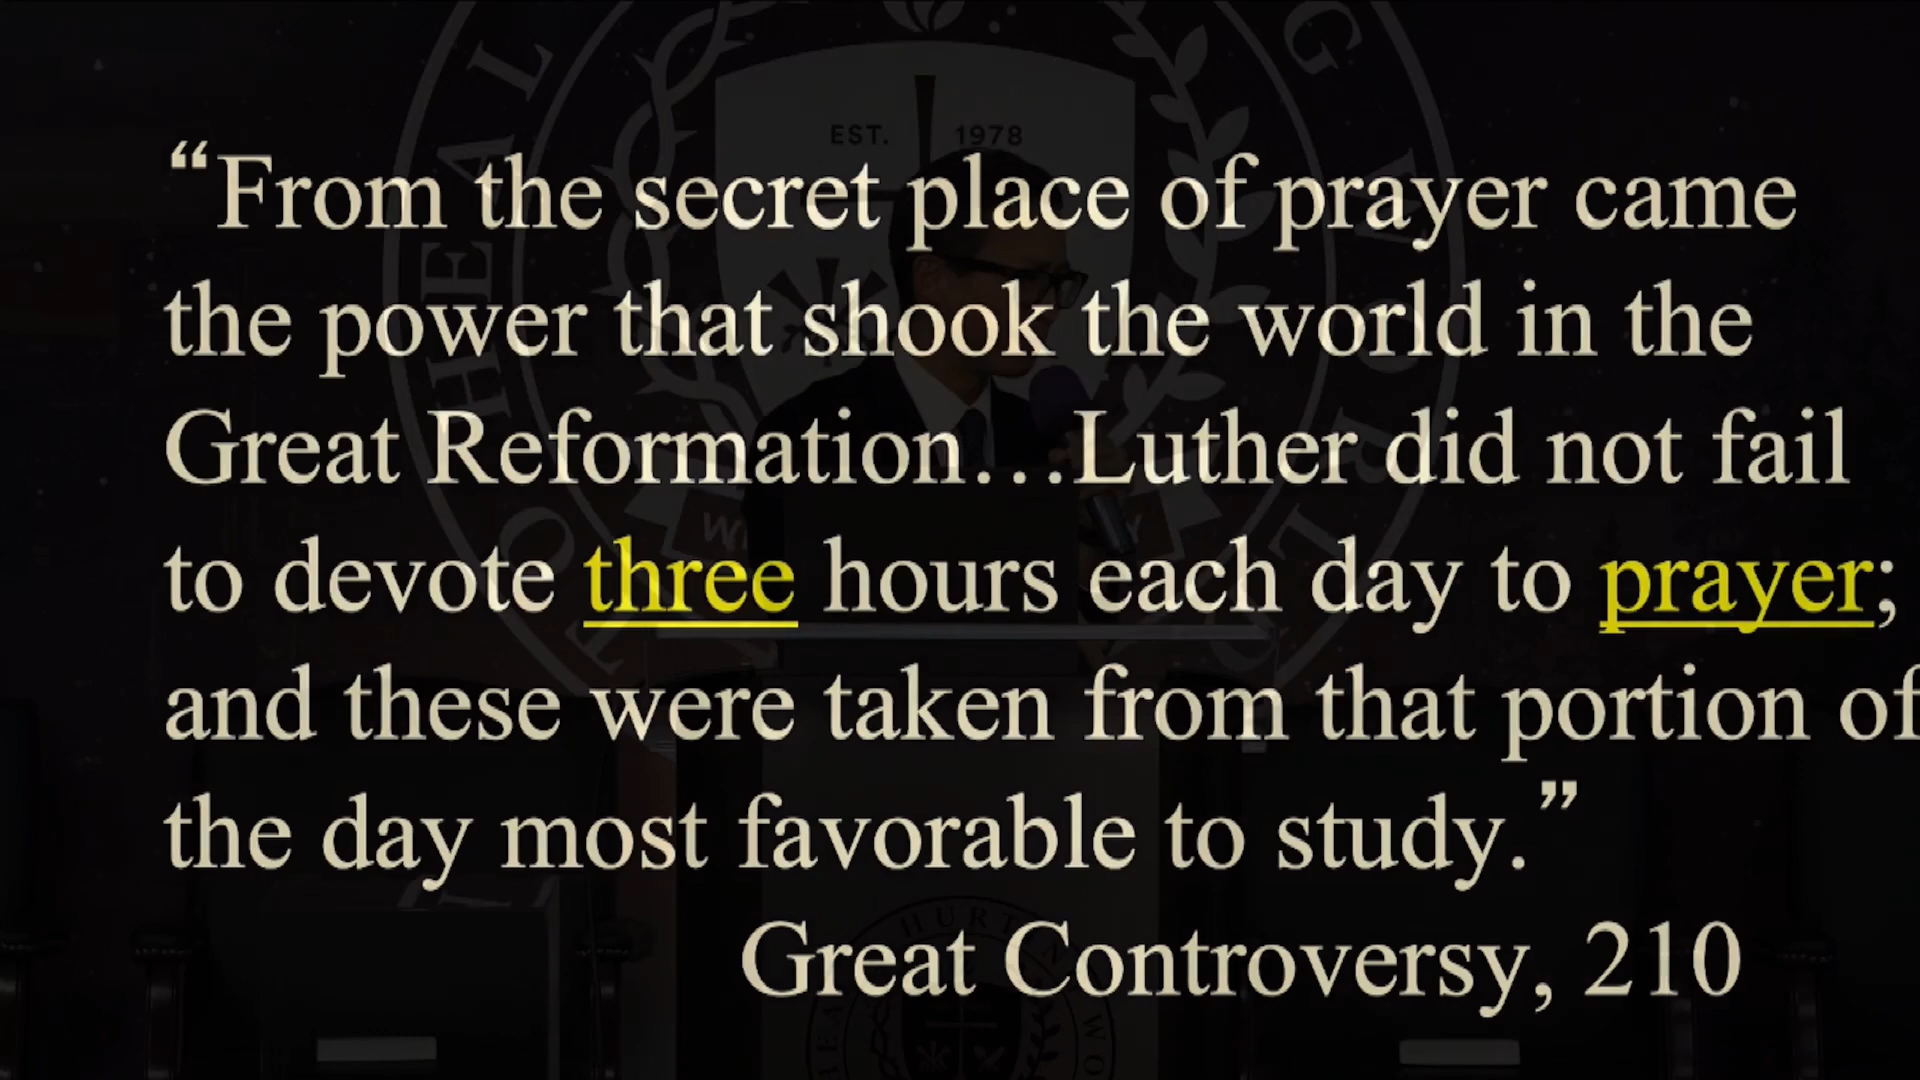 EST. 1978
“From the secret place of prayer came
the power that shook the world in the
Great Reformation…Luther did not fail
to devote three hours each day to prayer;
and these were taken from that portion of
the day most favorable to study.”
Great Controversy, 210